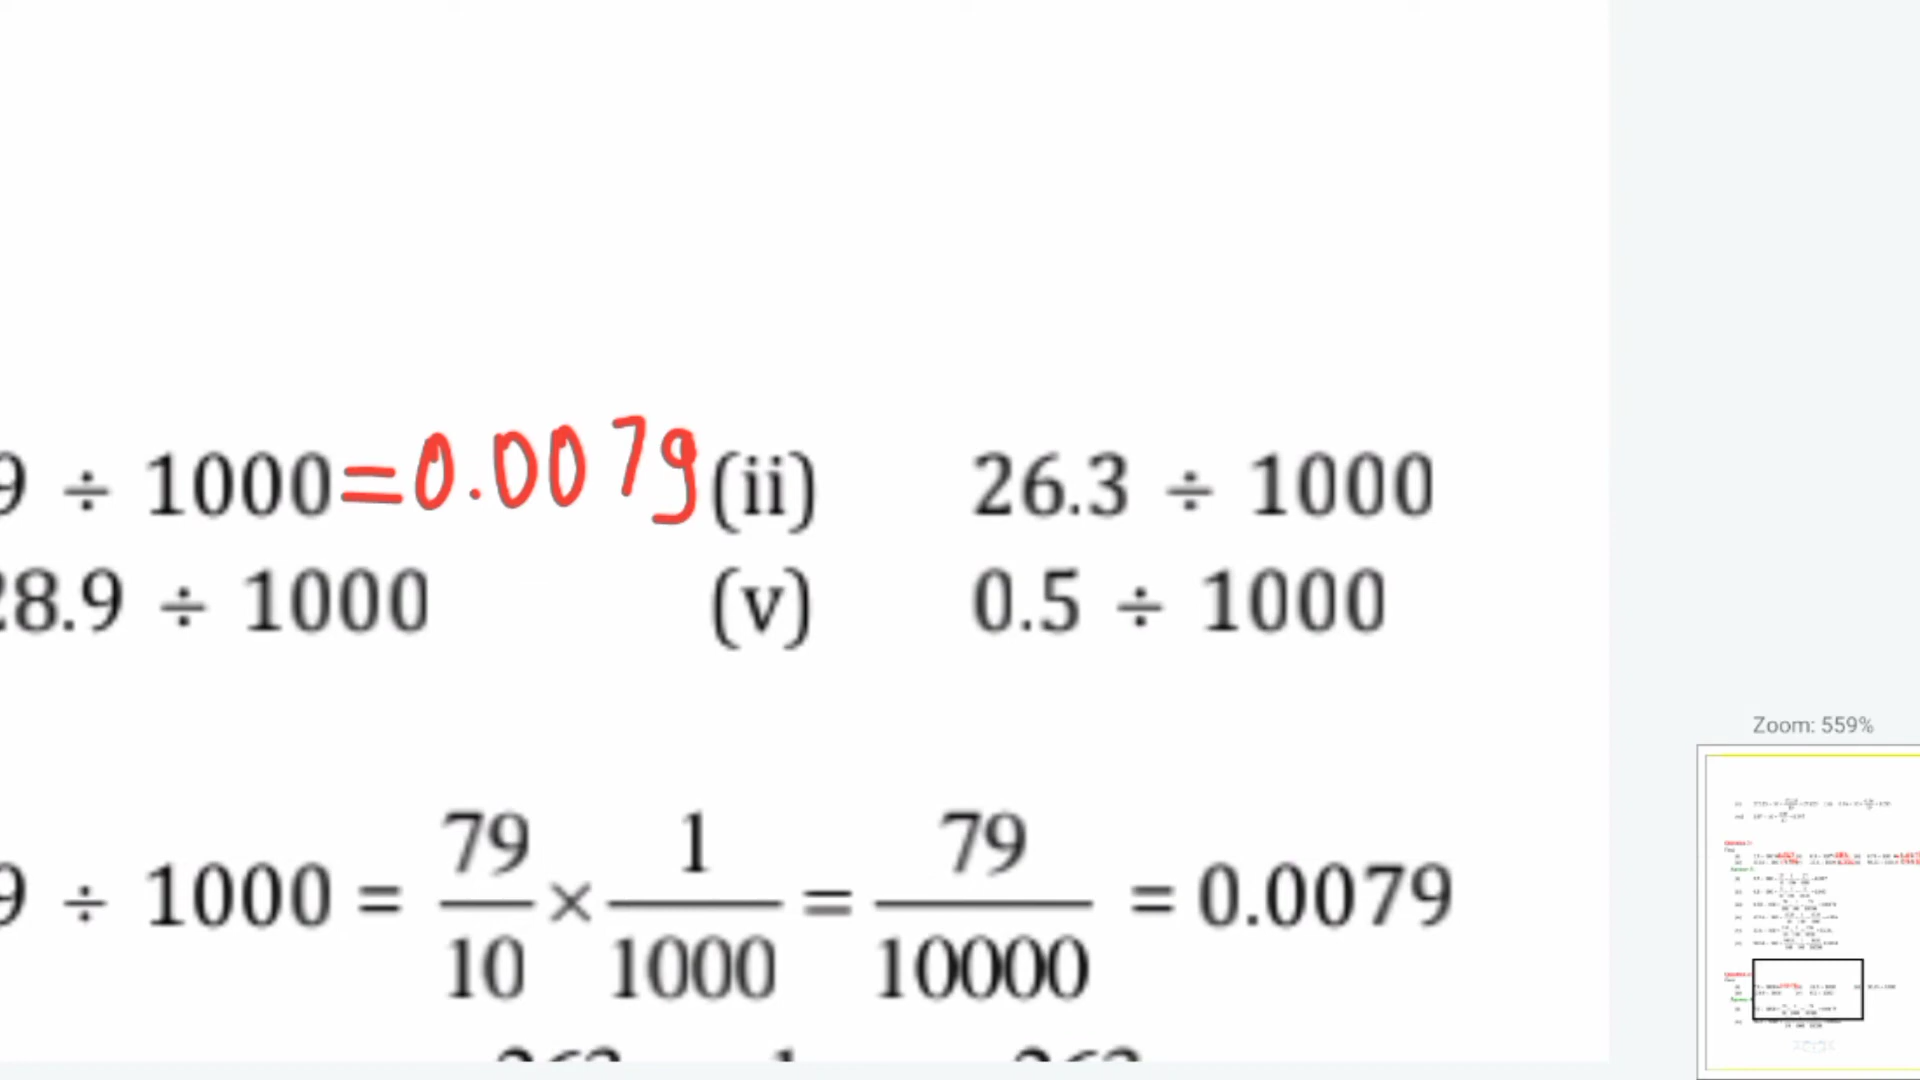 9 ÷ 1000 =0.0079 (ii) 26.3 ÷ 1000
28.9 ÷ 1000 (v) 0.5 ÷ 1000
Zoom: 559%
9 ÷ 1000 = 79/10 × 1/1000 = 79/10000 = 0.0079